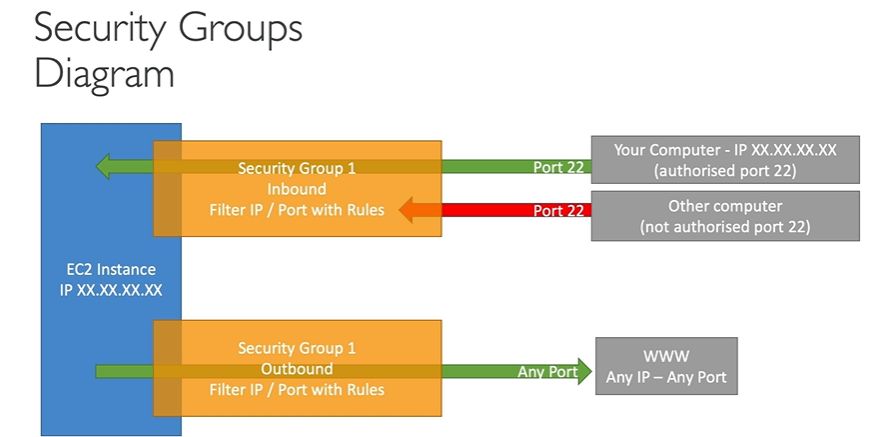 Security Groups
Diagram
Security Group 1
Inbound
Filter IP / Port with Rules
Port 22
Your Computer - IP XX.XX.XX.XX
(authorised port 22)
Port 22
Other computer
(not authorised port 22)
EC2 Instance
IP XX.XX.XX.XX
Security Group 1
Outbound
Filter IP / Port with Rules
Any Port
WWW
Any IP – Any Port